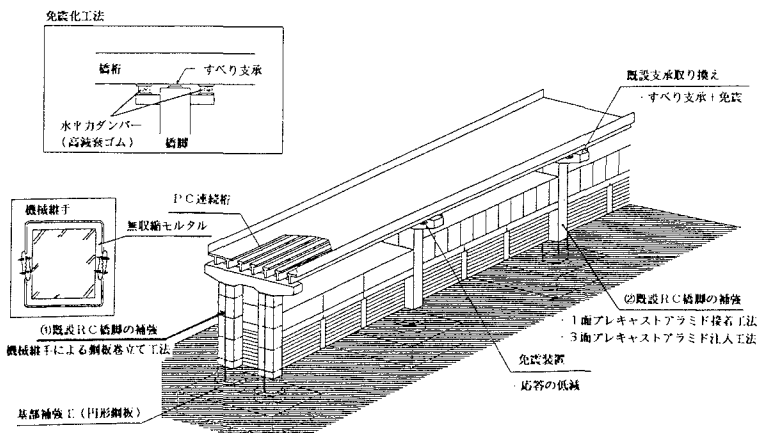 免震化工法
橋桁
すべり支承
水平力ダンパー
(高減衰ゴム)
橋脚
既設支承取り換え
・すべり支承+免震
機械継手
無収縮モルタル
PC連続桁
①既設RC橋脚の補強
機械継手による鋼板巻立て工法
②既設RC橋脚の補強
・1面プレキャストアラミド接着工法
・3面プレキャストアラミド注入工法
免震装置
・応答の低減
基部補強工(円形鋼板)